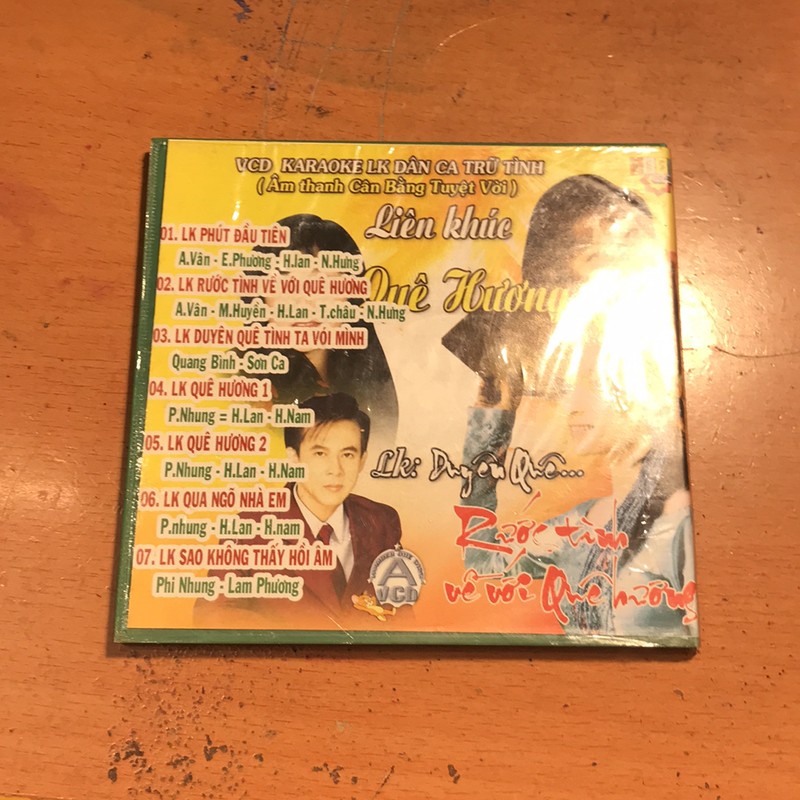 VCD KARAOKE LK DÂN CA TRỮ TÌNH
(Âm thanh Cân Bằng Tuyệt Vời)
Liên khúc
Quê Hương
01. LK PHÚT ĐẦU TIÊN
A.Vân - E.Phương - H.lan - N.Hưng
02. LK RƯỚC TÌNH VỀ VỚI QUÊ HƯƠNG
A.Vân - M.Huyền - H.Lan - T.châu - N.Hưng
03. LK DUYÊN QUÊ TÌNH TA VỚI MÌNH
Quang Bình - Sơn Ca
04. LK QUÊ HƯƠNG 1
P.Nhung = H.Lan - H.Nam
05. LK QUÊ HƯƠNG 2
P.Nhung - H.Lan - H.Nam
06. LK QUA NGÕ NHÀ EM
P.nhung - H.Lan - H.nam
07. LK SAO KHÔNG THẤY HỒI ÂM
Phi Nhung - Lam Phương
Lk: Duyên Quê...
Rước tình
về với Quê hương
A
VCD